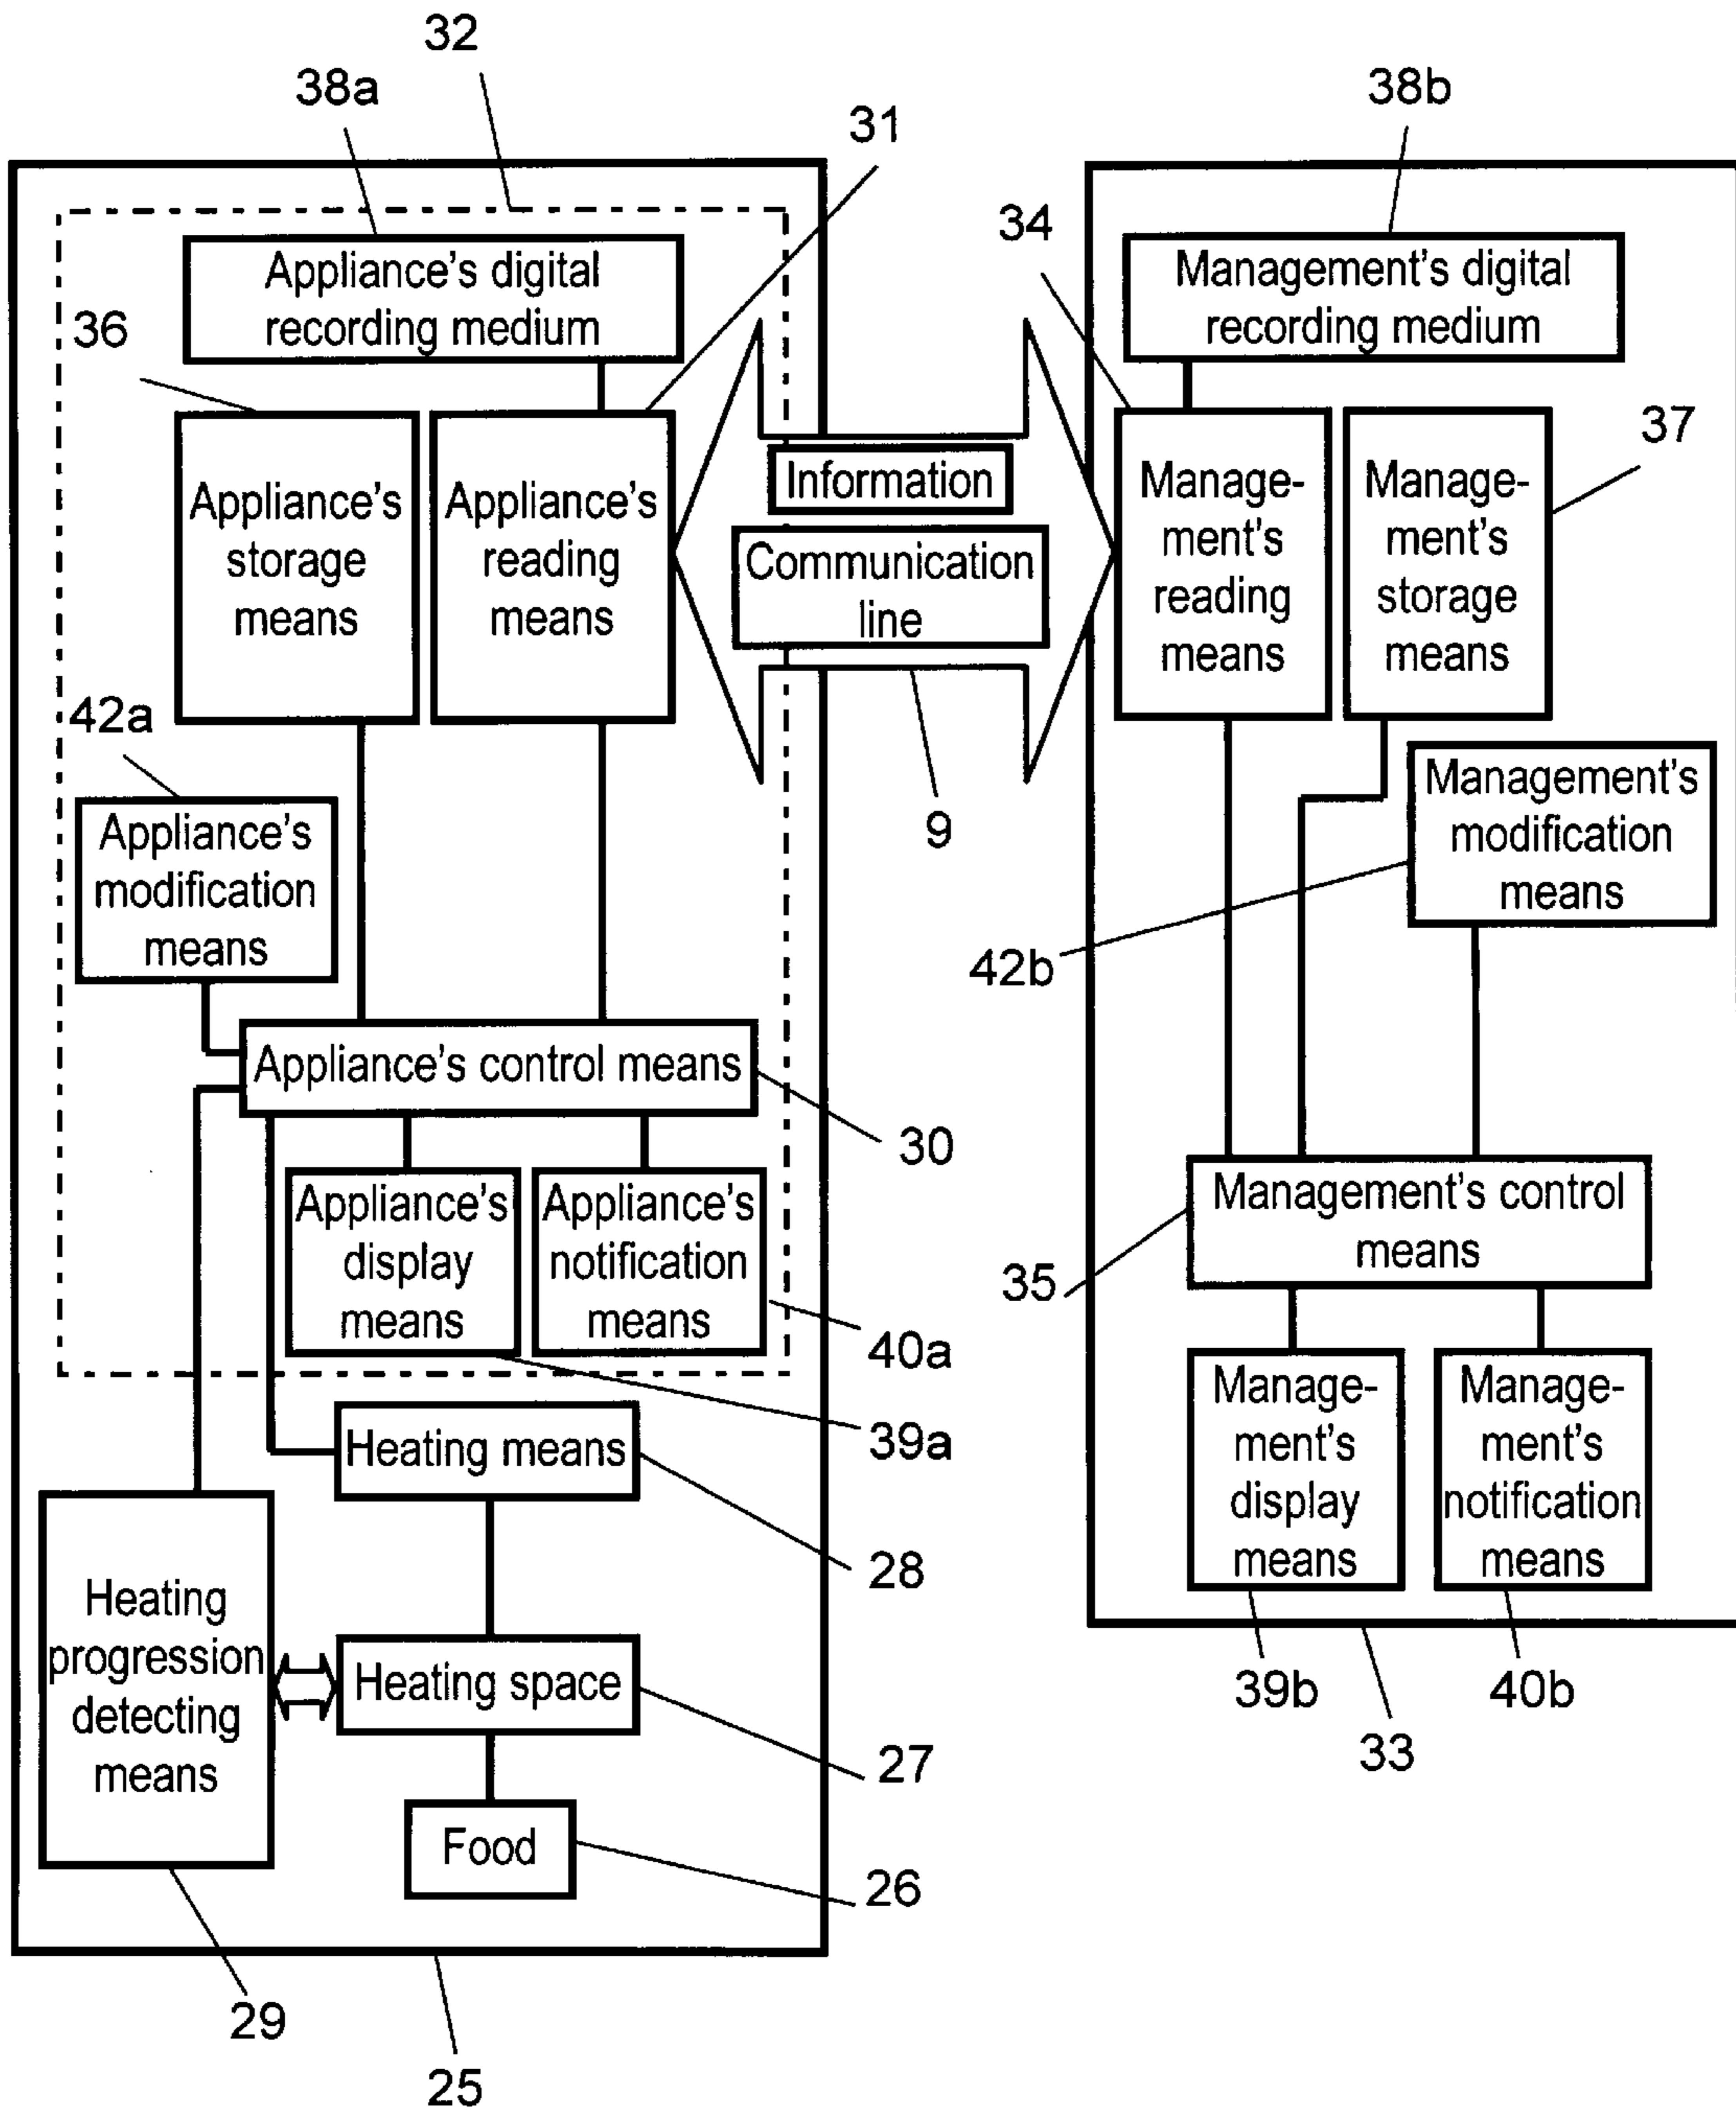 32
38a
38b
31
34
Appliance's digital
recording medium
Management's digital
recording medium
36
37
Appliance's
storage
means
Appliance's
reading
means
Information
Communication
line
Manage-
ment's
reading
means
Manage-
ment's
storage
means
42a
9
Appliance's
modification
means
Management's
modification
means
42b
Appliance's control means
30
Management's control
means
35
Appliance's
display
means
Appliance's
notification
means
40a
39a
Manage-
ment's
display
means
Manage-
ment's
notification
means
Heating means
28
Heating
progression
detecting
means
Heating space
27
39b
40b
33
Food
26
29
25